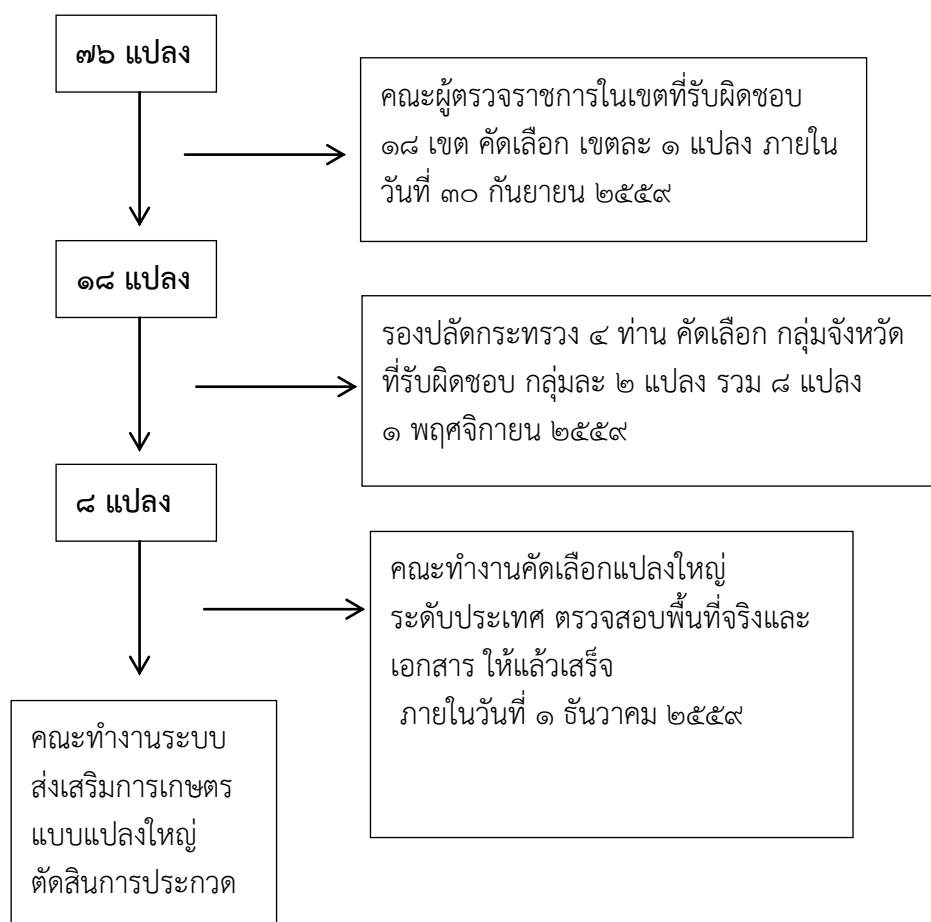 ๗๖ แปลง
คณะผู้ตรวจราชการในเขตที่รับผิดชอบ
๑๘ เขต คัดเลือก เขตละ ๑ แปลง ภายใน
วันที่ ๓๐ กันยายน ๒๕๕๙
๑๘ แปลง
รองปลัดกระทรวง ๔ ท่าน คัดเลือก กลุ่มจังหวัด
ที่รับผิดชอบ กลุ่มละ ๒ แปลง รวม ๘ แปลง
๑ พฤศจิกายน ๒๕๕๙
๘ แปลง
คณะทำงานคัดเลือกแปลงใหญ่
ระดับประเทศ ตรวจสอบพื้นที่จริงและ
เอกสาร ให้แล้วเสร็จ
ภายในวันที่ ๑ ธันวาคม ๒๕๕๙
คณะทำงานระบบ
ส่งเสริมการเกษตร
แบบแปลงใหญ่
ตัดสินการประกวด